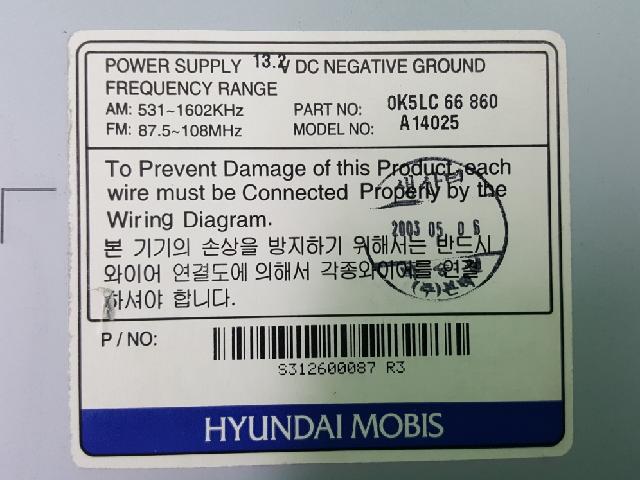 POWER SUPPLY 13.2V DC NEGATIVE GROUND
FREQUENCY RANGE
AM: 531~1602KHz PART NO: 0K5LC 66 860
FM: 87.5~108MHz MODEL NO: A14025
To Prevent Damage of this Product, each
wire must be Connected Properly by the
Wiring Diagram.
2003 05. 06
본 기기의 손상을 방지하기 위해서는 반드시
와이어 연결도에 의해서 각종와이어를 연결
하셔야 합니다.
P / NO:
S312600087 R3
HYUNDAI MOBIS